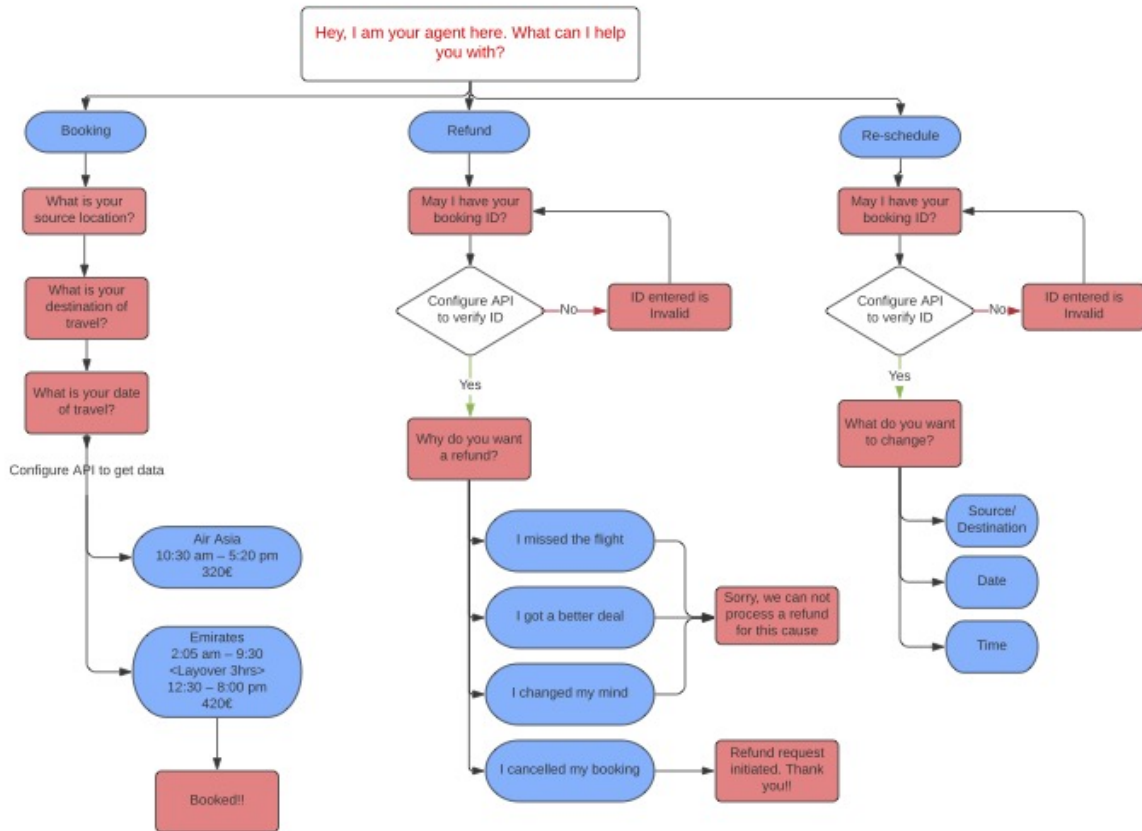 Hey, I am your agent here. What can I help
you with?
Booking
What is your
source location?
What is your
destination of
travel?
What is your date
of travel?
Configure API to get data
Air Asia
10:30 am – 5:20 pm
320€
Emirates
2:05 am – 9:30
<Layover 3hrs>
12:30 – 8:00 pm
420€
Booked!!
Refund
May I have your
booking ID?
Configure API
to verify ID
No
ID entered is
Invalid
Yes
Why do you want
a refund?
I missed the flight
I got a better deal
I changed my mind
Sorry, we can not
process a refund
for this cause
I cancelled my booking
Refund request
initiated. Thank
you!!
Re-schedule
May I have your
booking ID?
Configure API
to verify ID
No
ID entered is
Invalid
Yes
What do you want
to change?
Source/
Destination
Date
Time